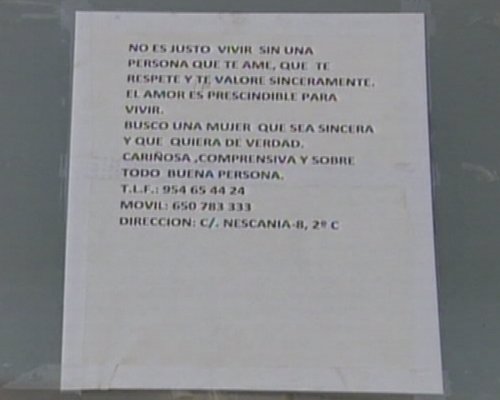 NO ES JUSTO VIVIR SIN UNA
PERSONA QUE TE AME, QUE TE
RESPETE Y TE VALORE SINCERAMENTE.
EL AMOR ES PRESCINDIBLE PARA
VIVIR.
BUSCO UNA MUJER QUE SEA SINCERA
Y QUE QUIERA DE VERDAD.
CARIÑOSA ,COMPRENSIVA Y SOBRE
TODO BUENA PERSONA.
T.L.F.: 954 65 44 24
MOVIL: 650 783 333
DIRECCION: C/. NESCANIA-8, 2º C